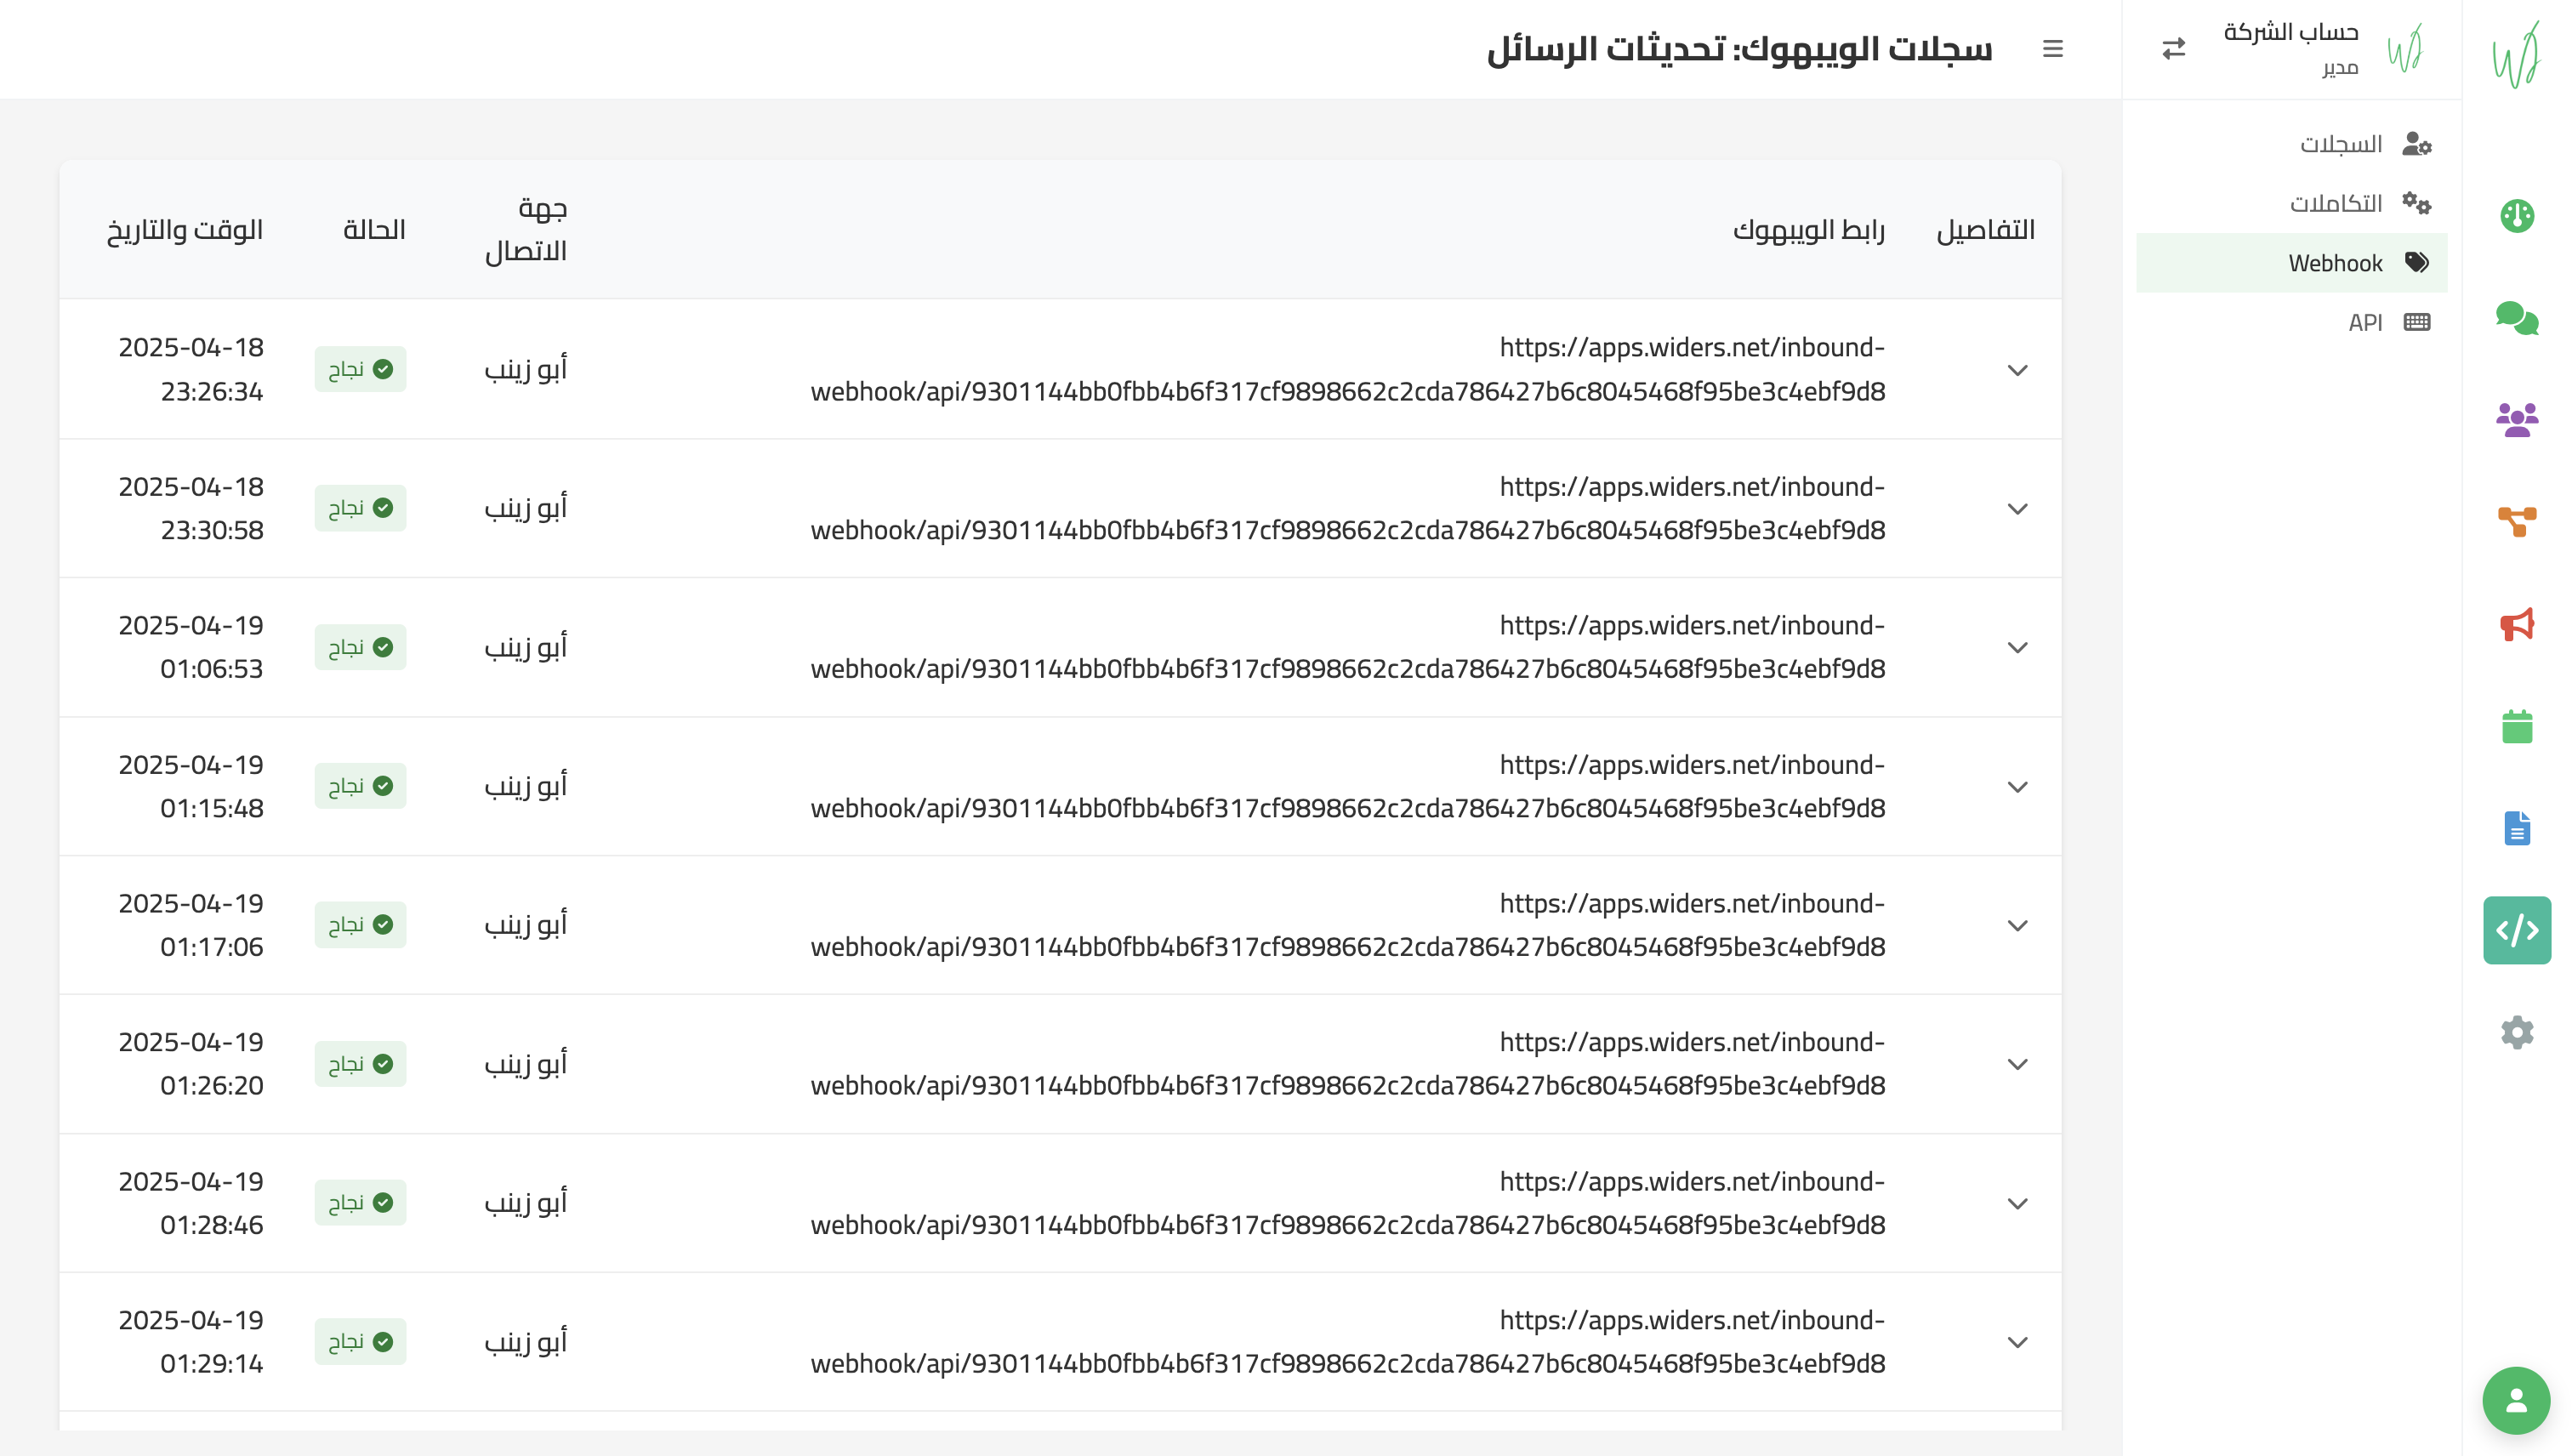 حساب الشركة
مدير
السجلات
التكاملات
Webhook
API
سجلات الويبهوك: تحديثات الرسائل
التفاصيل
رابط الويبهوك
جهة
الاتصال
الحالة
الوقت والتاريخ
https://apps.widers.net/inbound-
webhook/api/9301144bb0fbb4b6f317cf9898662c2cda786427b6c8045468f95be3c4ebf9d8
أبو زينب
نجاح
2025-04-18
23:26:34
https://apps.widers.net/inbound-
webhook/api/9301144bb0fbb4b6f317cf9898662c2cda786427b6c8045468f95be3c4ebf9d8
أبو زينب
نجاح
2025-04-18
23:30:58
https://apps.widers.net/inbound-
webhook/api/9301144bb0fbb4b6f317cf9898662c2cda786427b6c8045468f95be3c4ebf9d8
أبو زينب
نجاح
2025-04-19
01:06:53
https://apps.widers.net/inbound-
webhook/api/9301144bb0fbb4b6f317cf9898662c2cda786427b6c8045468f95be3c4ebf9d8
أبو زينب
نجاح
2025-04-19
01:15:48
https://apps.widers.net/inbound-
webhook/api/9301144bb0fbb4b6f317cf9898662c2cda786427b6c8045468f95be3c4ebf9d8
أبو زينب
نجاح
2025-04-19
01:17:06
https://apps.widers.net/inbound-
webhook/api/9301144bb0fbb4b6f317cf9898662c2cda786427b6c8045468f95be3c4ebf9d8
أبو زينب
نجاح
2025-04-19
01:26:20
https://apps.widers.net/inbound-
webhook/api/9301144bb0fbb4b6f317cf9898662c2cda786427b6c8045468f95be3c4ebf9d8
أبو زينب
نجاح
2025-04-19
01:28:46
https://apps.widers.net/inbound-
webhook/api/9301144bb0fbb4b6f317cf9898662c2cda786427b6c8045468f95be3c4ebf9d8
أبو زينب
نجاح
2025-04-19
01:29:14